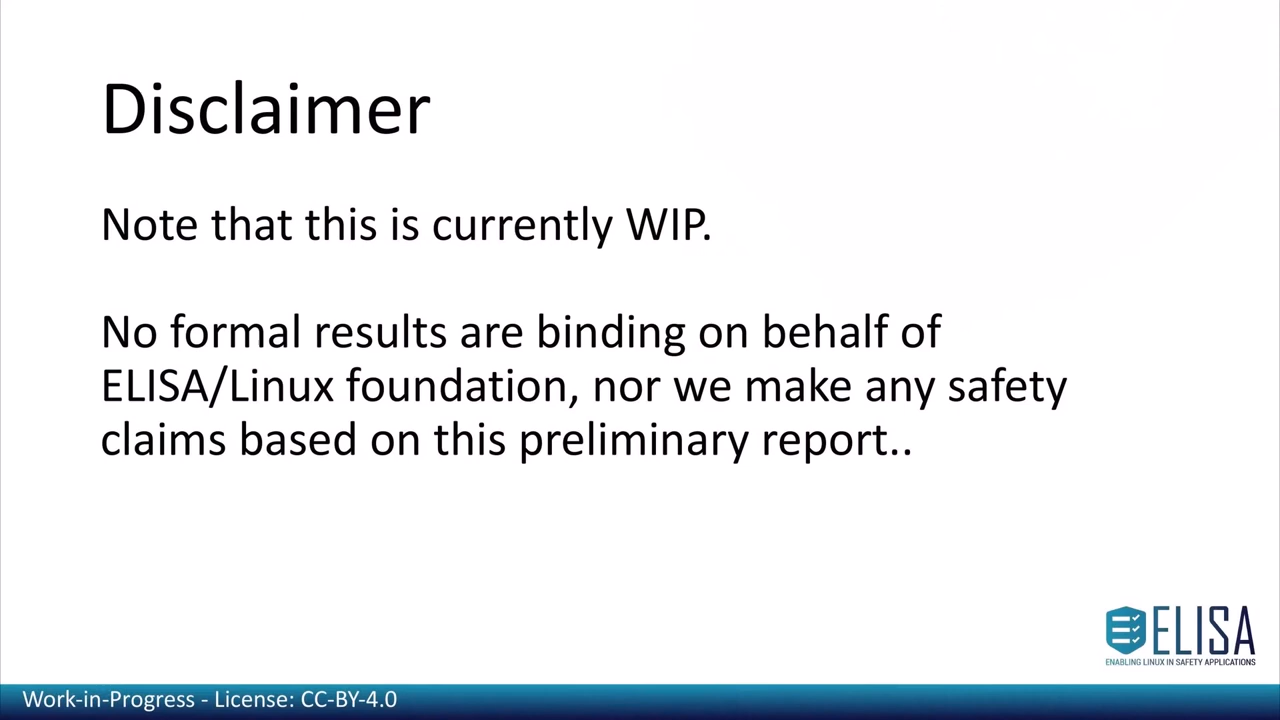 Disclaimer
Note that this is currently WIP.
No formal results are binding on behalf of
ELISA/Linux foundation, nor we make any safety
claims based on this preliminary report..
ELISA
ENABLING LINUX IN SAFETY APPLICATIONS
Work-in-Progress - License: CC-BY-4.0